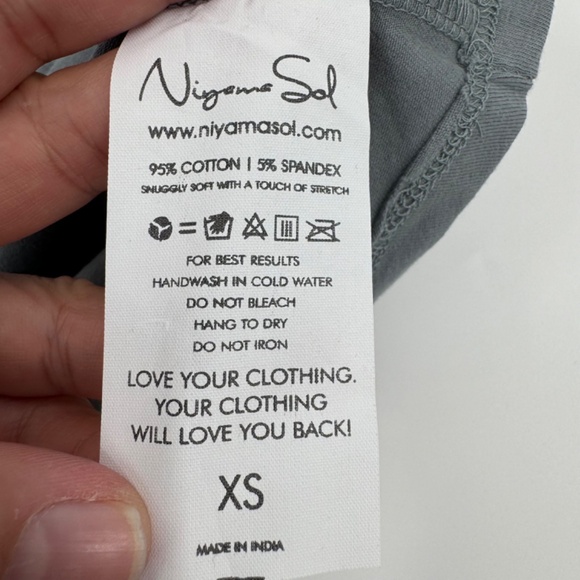 Niyama Sol
www.niyamasol.com
95% COTTON | 5% SPANDEX
SNUGGLY SOFT WITH A TOUCH OF STRETCH
=
FOR BEST RESULTS
HANDWASH IN COLD WATER
DO NOT BLEACH
HANG TO DRY
DO NOT IRON
LOVE YOUR CLOTHING.
YOUR CLOTHING
WILL LOVE YOU BACK!
XS
MADE IN INDIA